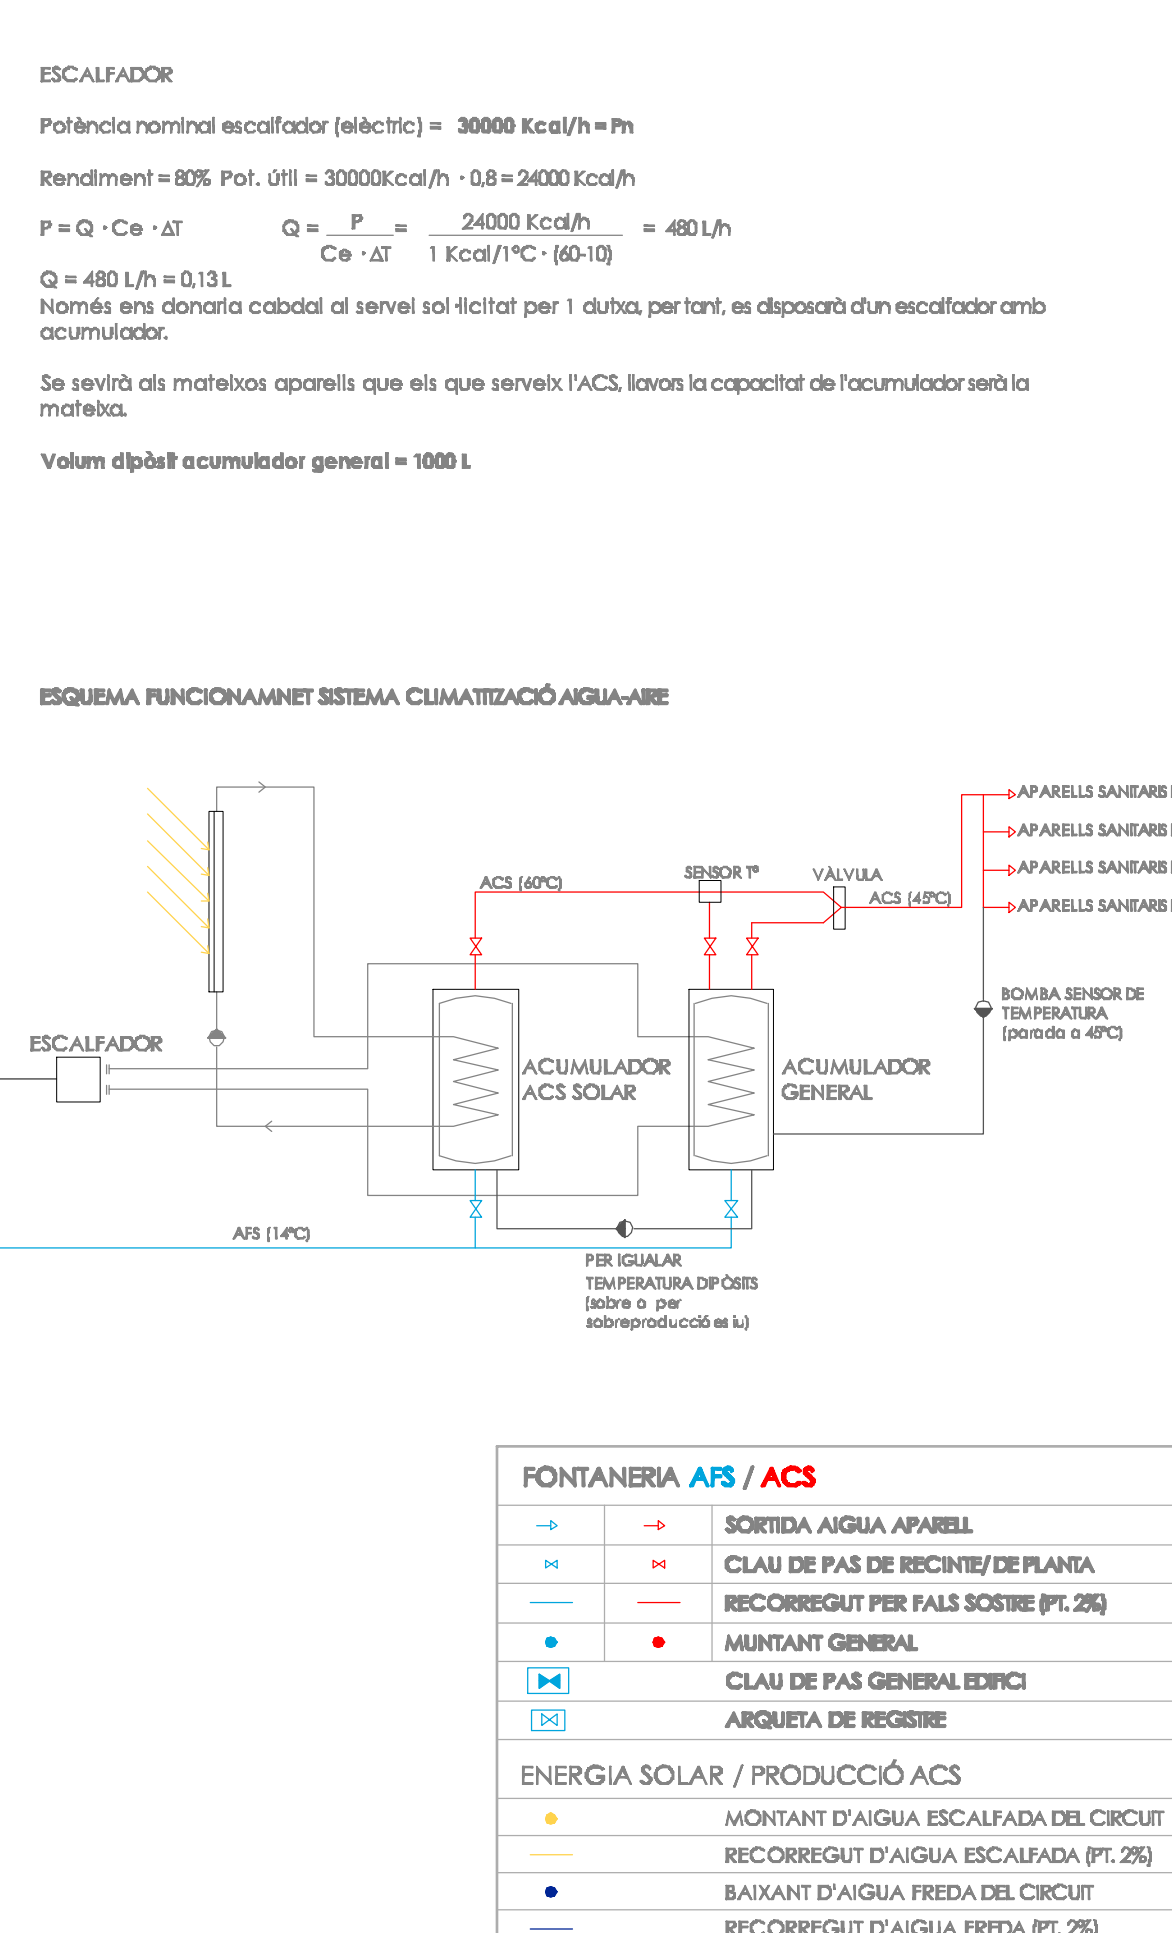 ESCALFADOR
Potència nominal escalfador (elèctric) = 30000 Kcal/h = Pn
Rendiment = 80% Pot. útil = 30000Kcal/h · 0,8 = 24000 Kcal/h
P = Q · Ce · ΔT Q = P = 24000 Kcal/h = 480 L/h
Ce · ΔT 1 Kcal/1ºC · (60-10)
Q = 480 L/h = 0,13 L
Només ens donaria cabdal al servei sol·licitat per 1 dutxa, per tant, es disposarà d'un escalfador amb
acumulador.
Se sevirà als mateixos aparells que els que serveix l'ACS, llavors la capacitat de l'acumulador serà la
mateixa.
Volum dipòsit acumulador general = 1000 L
ESQUEMA FUNCIONAMNET SISTEMA CLIMATITZACIÓ AIGUA-AIRE
APARELLS SANITARIS
APARELLS SANITARIS
APARELLS SANITARIS
APARELLS SANITARIS
SENSOR Tª
VÀLVULA
ACS (60ºC)
ACS (45ºC)
BOMBA SENSOR DE
TEMPERATURA
(parada a 45ºC)
ESCALFADOR
ACUMULADOR
ACS SOLAR
ACUMULADOR
GENERAL
AFS (14ºC)
PER IGUALAR
TEMPERATURA DIPÒSITS
(sobre o per
sobreproducció es iu)
FONTANERIA AFS / ACS
SORTIDA AIGUA APARELL
CLAU DE PAS DE RECINTE/ DE PLANTA
RECORREGUT PER FALS SOSTRE (PT. 2%)
MUNTANT GENERAL
CLAU DE PAS GENERAL EDIFICI
ARQUETA DE REGISTRE
ENERGIA SOLAR / PRODUCCIÓ ACS
MONTANT D'AIGUA ESCALFADA DEL CIRCUIT
RECORREGUT D'AIGUA ESCALFADA (PT. 2%)
BAIXANT D'AIGUA FREDA DEL CIRCUIT
RECORREGUT D'AIGUA FREDA (PT. 2%)